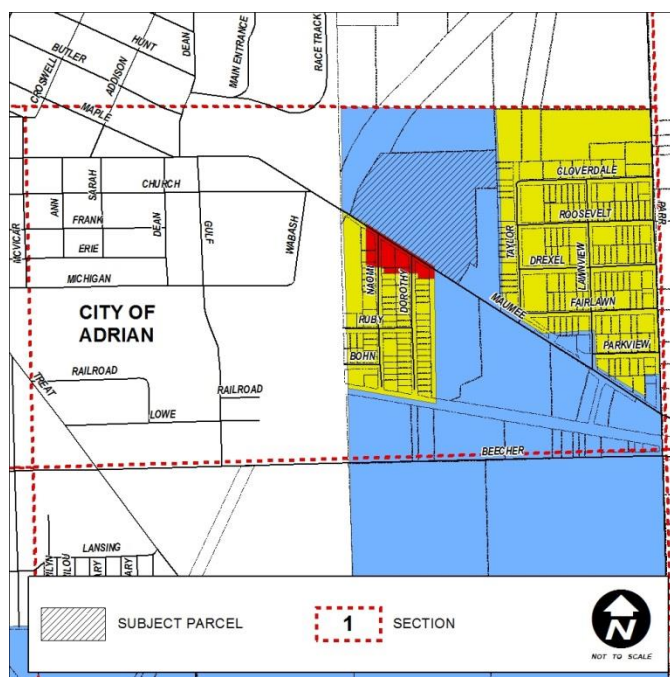 HUNT
DEAN
BUTLER
ADDISON
CROSWELL
MAPLE
MAIN ENTRANCE
RACE TRACK
CHURCH
ANN
SARAH
FRANK
DEAN
GULF
WABASH
ERIE
MCVICAR
MICHIGAN
CITY OF
ADRIAN
CLOVERDALE
ROOSEVELT
PARR
TAYLOR
DREXEL
LAWNVIEW
NAOMI
DOROTHY
MAUMEE
FAIRLAWN
RUBY
PARKVIEW
BOHN
TREAT
RAILROAD
RAILROAD
LOWE
BEECHER
LANSING
SUBJECT PARCEL
1
SECTION
N
NOT TO SCALE